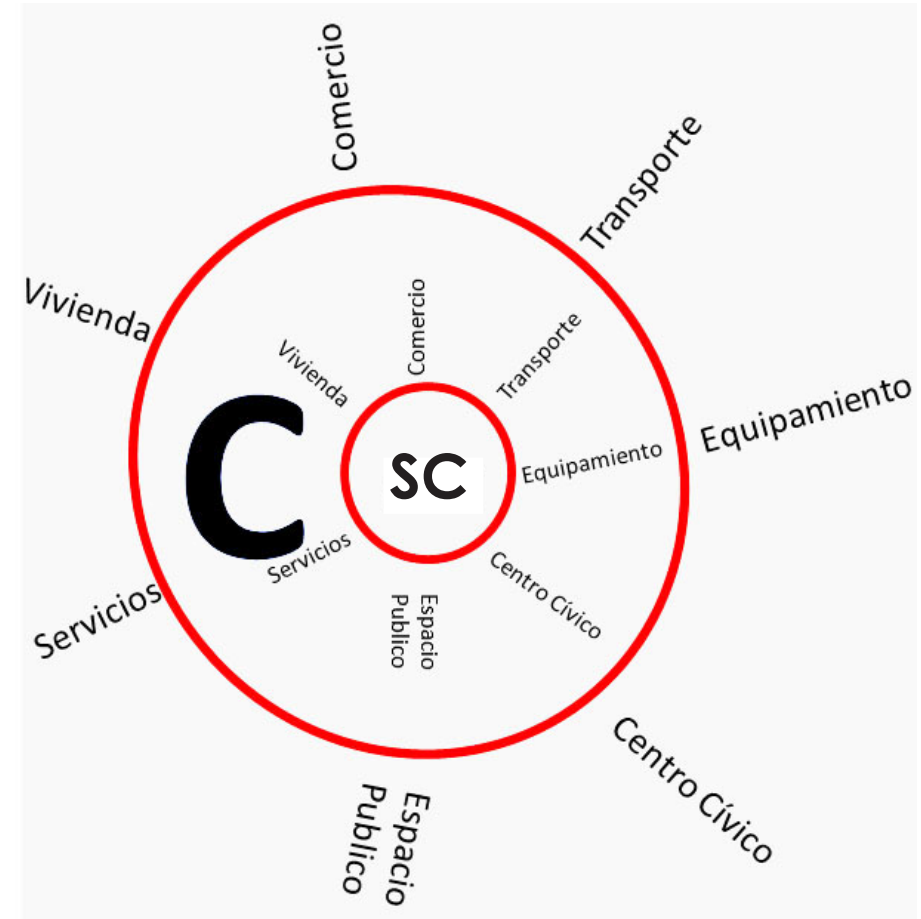 Comercio
Transporte
Equipamiento
Centro Cívico
Espacio
Publico
Servicios
Vivienda
Comercio
Transporte
Equipamiento
Centro Cívico
Espacio
Publico
Servicios
Vivienda
C
SC